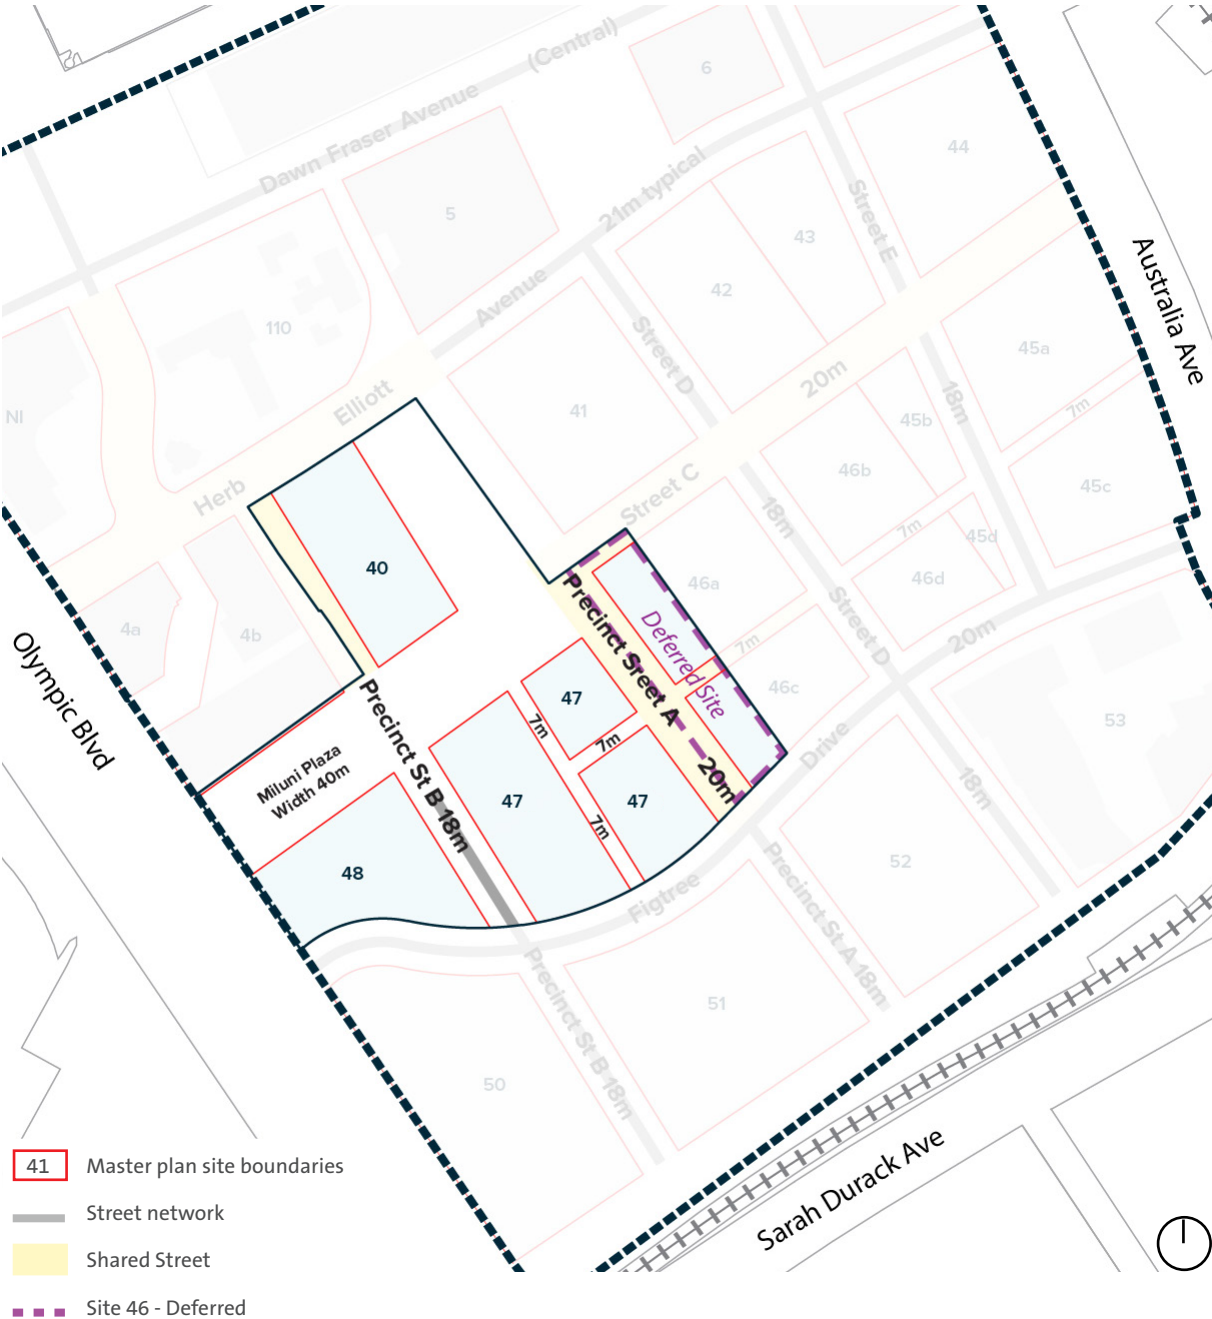 (Central)
Dawn Fraser Avenue
6
44
5
21m typical
Street E
43
42
Avenue
110
Street D
Australia Ave
45a
NI
Elliott
41
20m
18m
7m
45b
46b
Herb
Street C
18m
45c
7m
45d
40
46a
46d
4a
4b
Precinct Sreet A
Deferred Site
Street D
20m
7m
Olympic Blvd
46c
47
7m
7m
53
Miluni Plaza
Width 40m
Precinct St B 18m
20m
Drive
18m
47
47
7m
48
52
Figtree
Precinct St A 18m
Precinct St B 18m
51
50
Sarah Durack Ave
41 Master plan site boundaries
Street network
Shared Street
Site 46 - Deferred